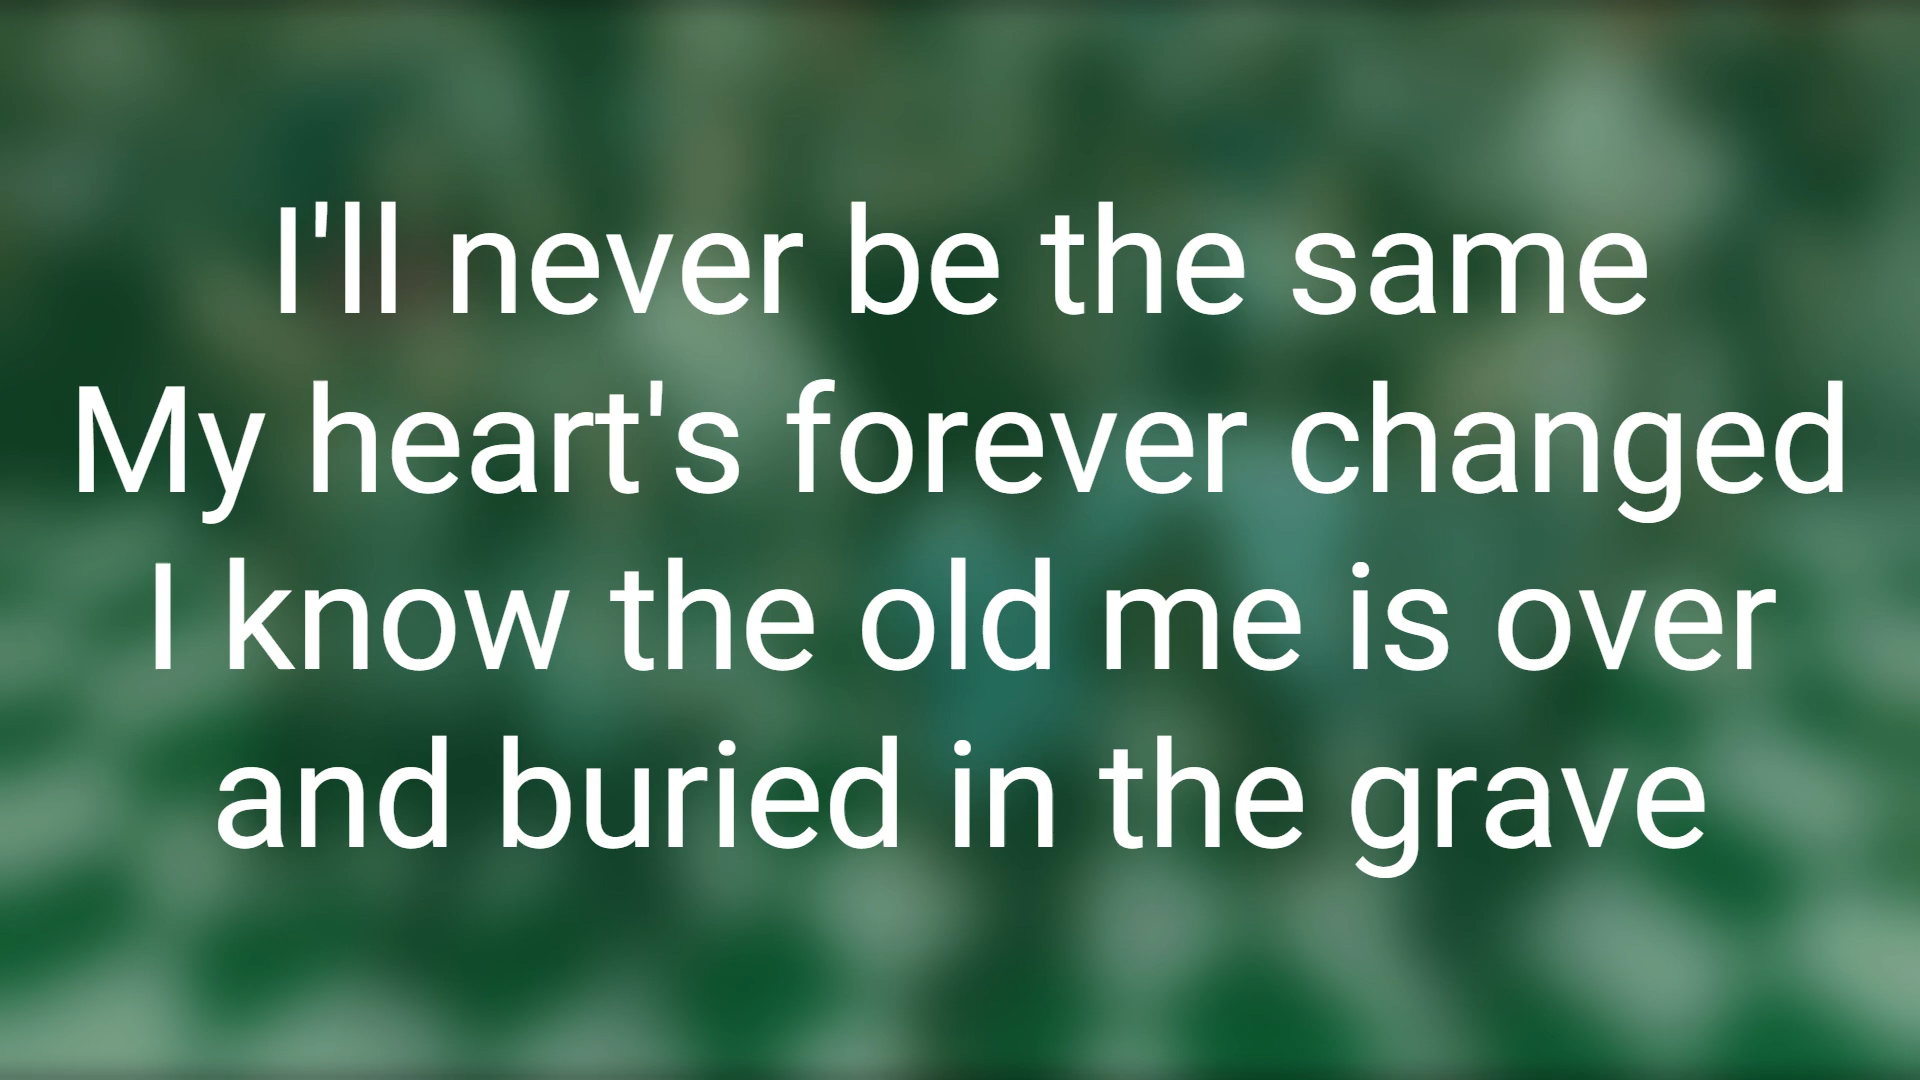 I'll never be the same
My heart's forever changed
I know the old me is over
and buried in the grave